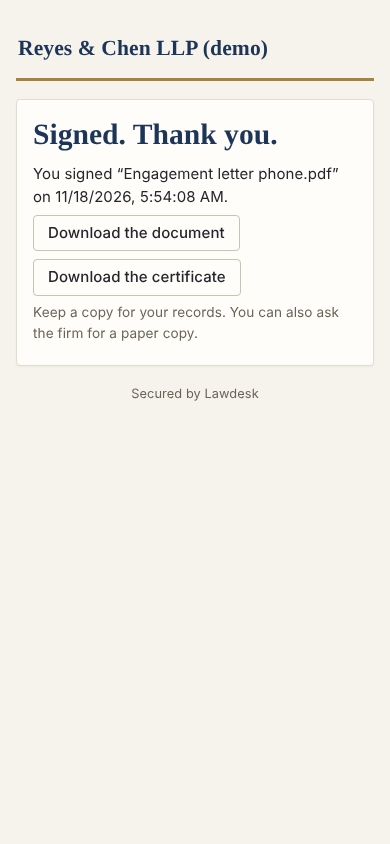 Reyes & Chen LLP (demo)
Signed. Thank you.
You signed “Engagement letter phone.pdf”
on 11/18/2026, 5:54:08 AM.
Download the document
Download the certificate
Keep a copy for your records. You can also ask
the firm for a paper copy.
Secured by Lawdesk